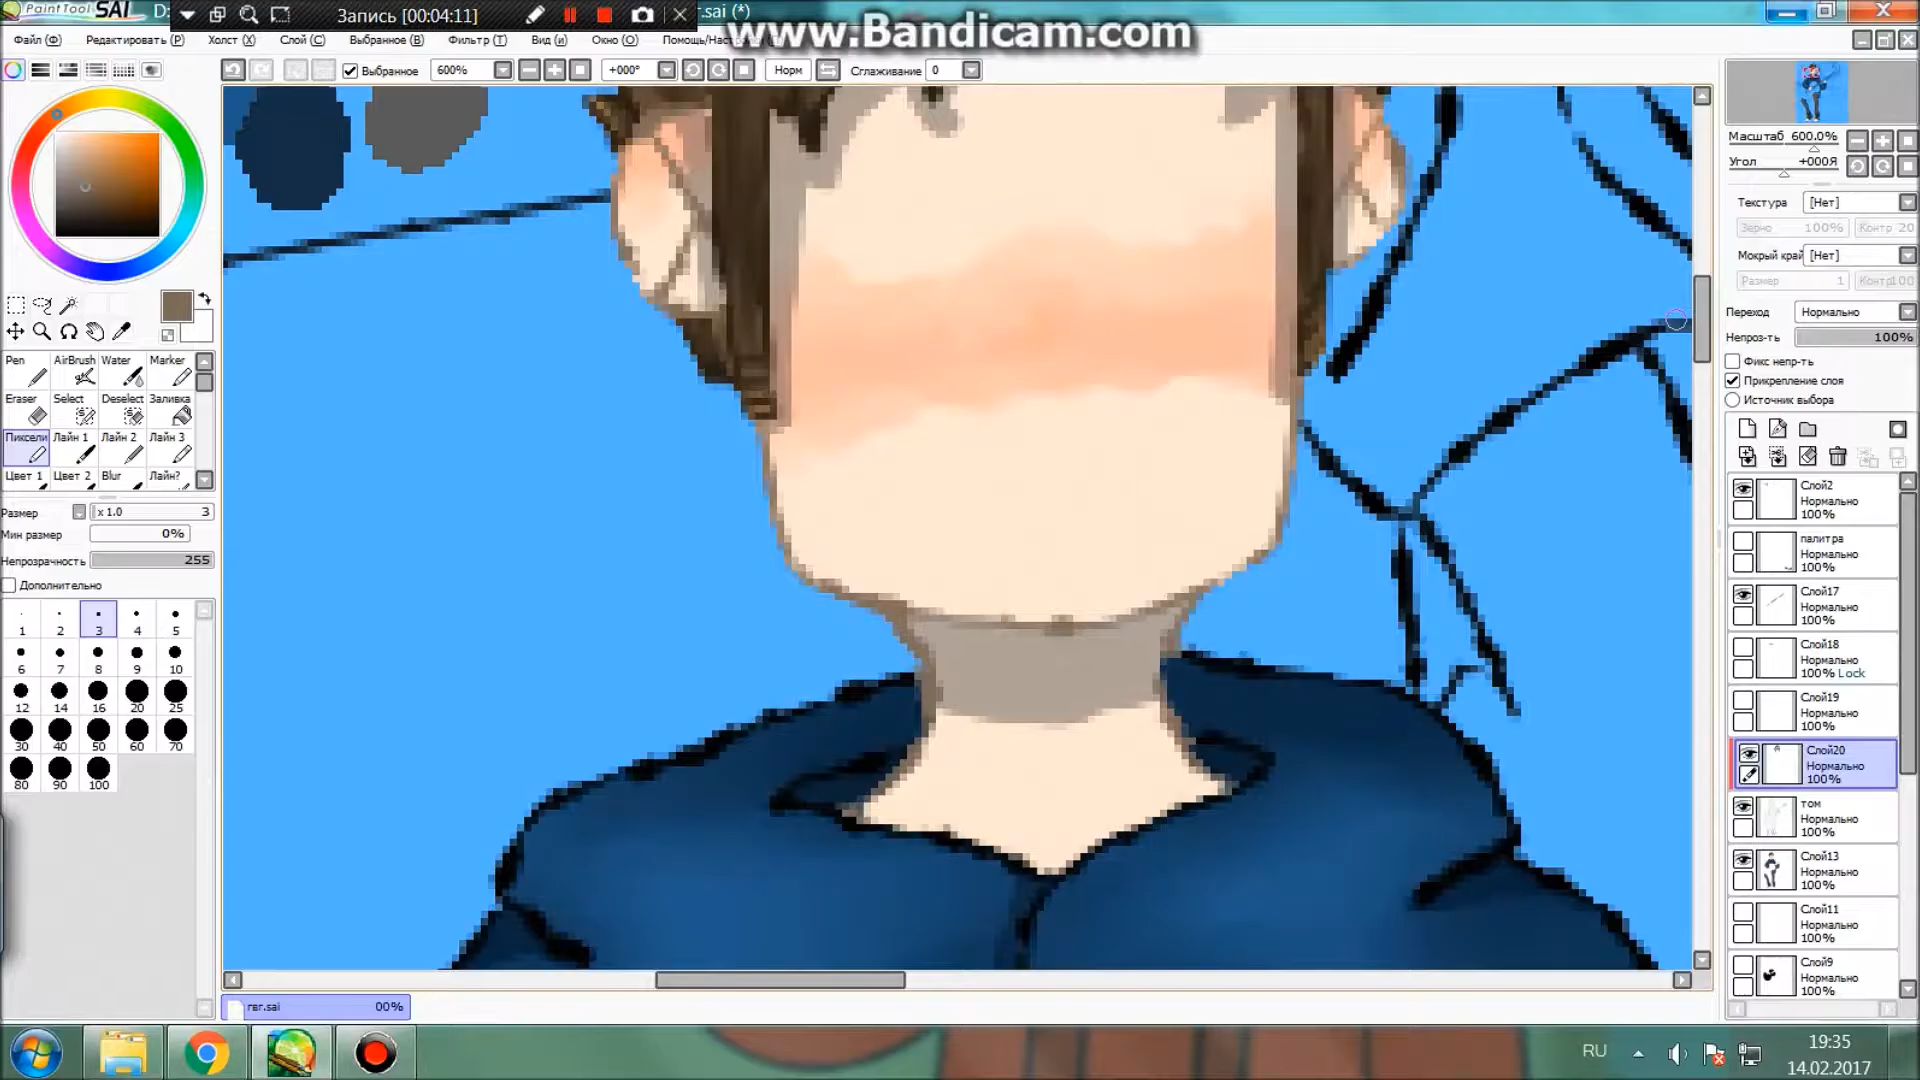 PaintTool SAI D:
Запись [00:04:11]
гвг.sai (*)
www.Bandicam.com
Файл (Ф) Редактировать (P) Холст (X) Слой (C) Выбранное (B) Фильтр (T) Вид (и) Окно (O)
Выбранное 600% +000° Норм Сглаживание 0
Масштаб 600.0%
Угол +000Я
Текстура [Нет]
Зерно 100% Контр 20
Мокрый край [Нет]
Размер 1 Контр 100
Переход Нормально
Непроз-ть 100%
Фикс непр-ть
Прикрепление слоя
Источник выбора
Pen AirBrush Water Marker
Eraser Select Deselect Заливка
Пиксели Лайн 1 Лайн 2 Лайн 3
Цвет 1 Цвет 2 Blur Лайн?
Размер x 1.0 3
Мин размер 0%
Непрозрачность 255
Дополнительно
1 2 3 4 5
6 7 8 9 10
12 14 16 20 25
30 40 50 60 70
80 90 100
Слой2
Нормально
100%
палитра
Нормально
100%
Слой17
Нормально
100%
Слой18
Нормально
100% Lock
Слой19
Нормально
100%
Слой20
Нормально
100%
том
Нормально
100%
Слой13
Нормально
100%
Слой11
Нормально
100%
Слой9
Нормально
100%
гвг.sai 00%
RU
19:35
14.02.2017